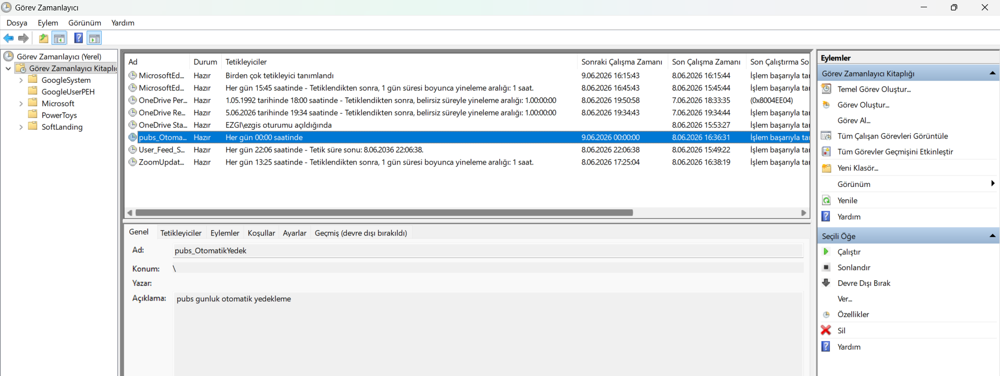 Görev Zamanlayıcı
Dosya Eylem Görünüm Yardım
Görev Zamanlayıcı (Yerel)
Görev Zamanlayıcı Kitaplığ
GoogleSystem
GoogleUserPEH
Microsoft
PowerToys
SoftLanding
Ad Durum Tetikleyiciler Sonraki Çalışma Zamanı Son Çalışma Zamanı Son Çalıştırma So
MicrosoftEd... Hazır Birden çok tetikleyici tanımlandı 9.06.2026 16:15:43 8.06.2026 16:15:44 İşlem başarıyla tar
MicrosoftEd... Hazır Her gün 15:45 saatinde - Tetiklendikten sonra, 1 gün süresi boyunca yineleme aralığı: 1 saat. 8.06.2026 16:45:43 8.06.2026 15:45:44 İşlem başarıyla tar
OneDrive Per... Hazır 1.05.1992 tarihinde 18:00 saatinde - Tetiklendikten sonra, belirsiz süreyle yineleme aralığı: 1.00:00:00 8.06.2026 19:50:58 7.06.2026 18:33:35 (0x8004EE04)
OneDrive Re... Hazır 5.06.2026 tarihinde 19:34 saatinde - Tetiklendikten sonra, belirsiz süreyle yineleme aralığı: 1.00:00:00 8.06.2026 19:34:43 7.06.2026 19:34:44 İşlem başarıyla tar
OneDrive Sta... Hazır EZGI\ezgis oturumu açıldığında 8.06.2026 15:53:27 İşlem başarıyla tar
pubs_Otoma... Hazır Her gün 00:00 saatinde 9.06.2026 00:00:00 8.06.2026 16:36:31 İşlem başarıyla tar
User_Feed_S... Hazır Her gün 22:06 saatinde - Tetik süre sonu: 8.06.2036 22:06:38. 8.06.2026 22:06:38 8.06.2026 15:49:22 İşlem başarıyla tar
ZoomUpdat... Hazır Her gün 13:25 saatinde - Tetiklendikten sonra, 1 gün süresi boyunca yineleme aralığı: 1 saat. 8.06.2026 17:25:04 8.06.2026 16:38:19 İşlem başarıyla tar
Genel Tetikleyiciler Eylemler Koşullar Ayarlar Geçmiş (devre dışı bırakıldı)
Ad: pubs_OtomatikYedek
Konum: \
Yazar:
Açıklama: pubs gunluk otomatik yedekleme
Eylemler
Görev Zamanlayıcı Kitaplığı
Temel Görev Oluştur...
Görev Oluştur...
Görev Al...
Tüm Çalışan Görevleri Görüntüle
Tüm Görevler Geçmişini Etkinleştir
Yeni Klasör...
Görünüm
Yenile
Yardım
Seçili Öğe
Çalıştır
Sonlandır
Devre Dışı Bırak
Ver...
Özellikler
Sil
Yardım